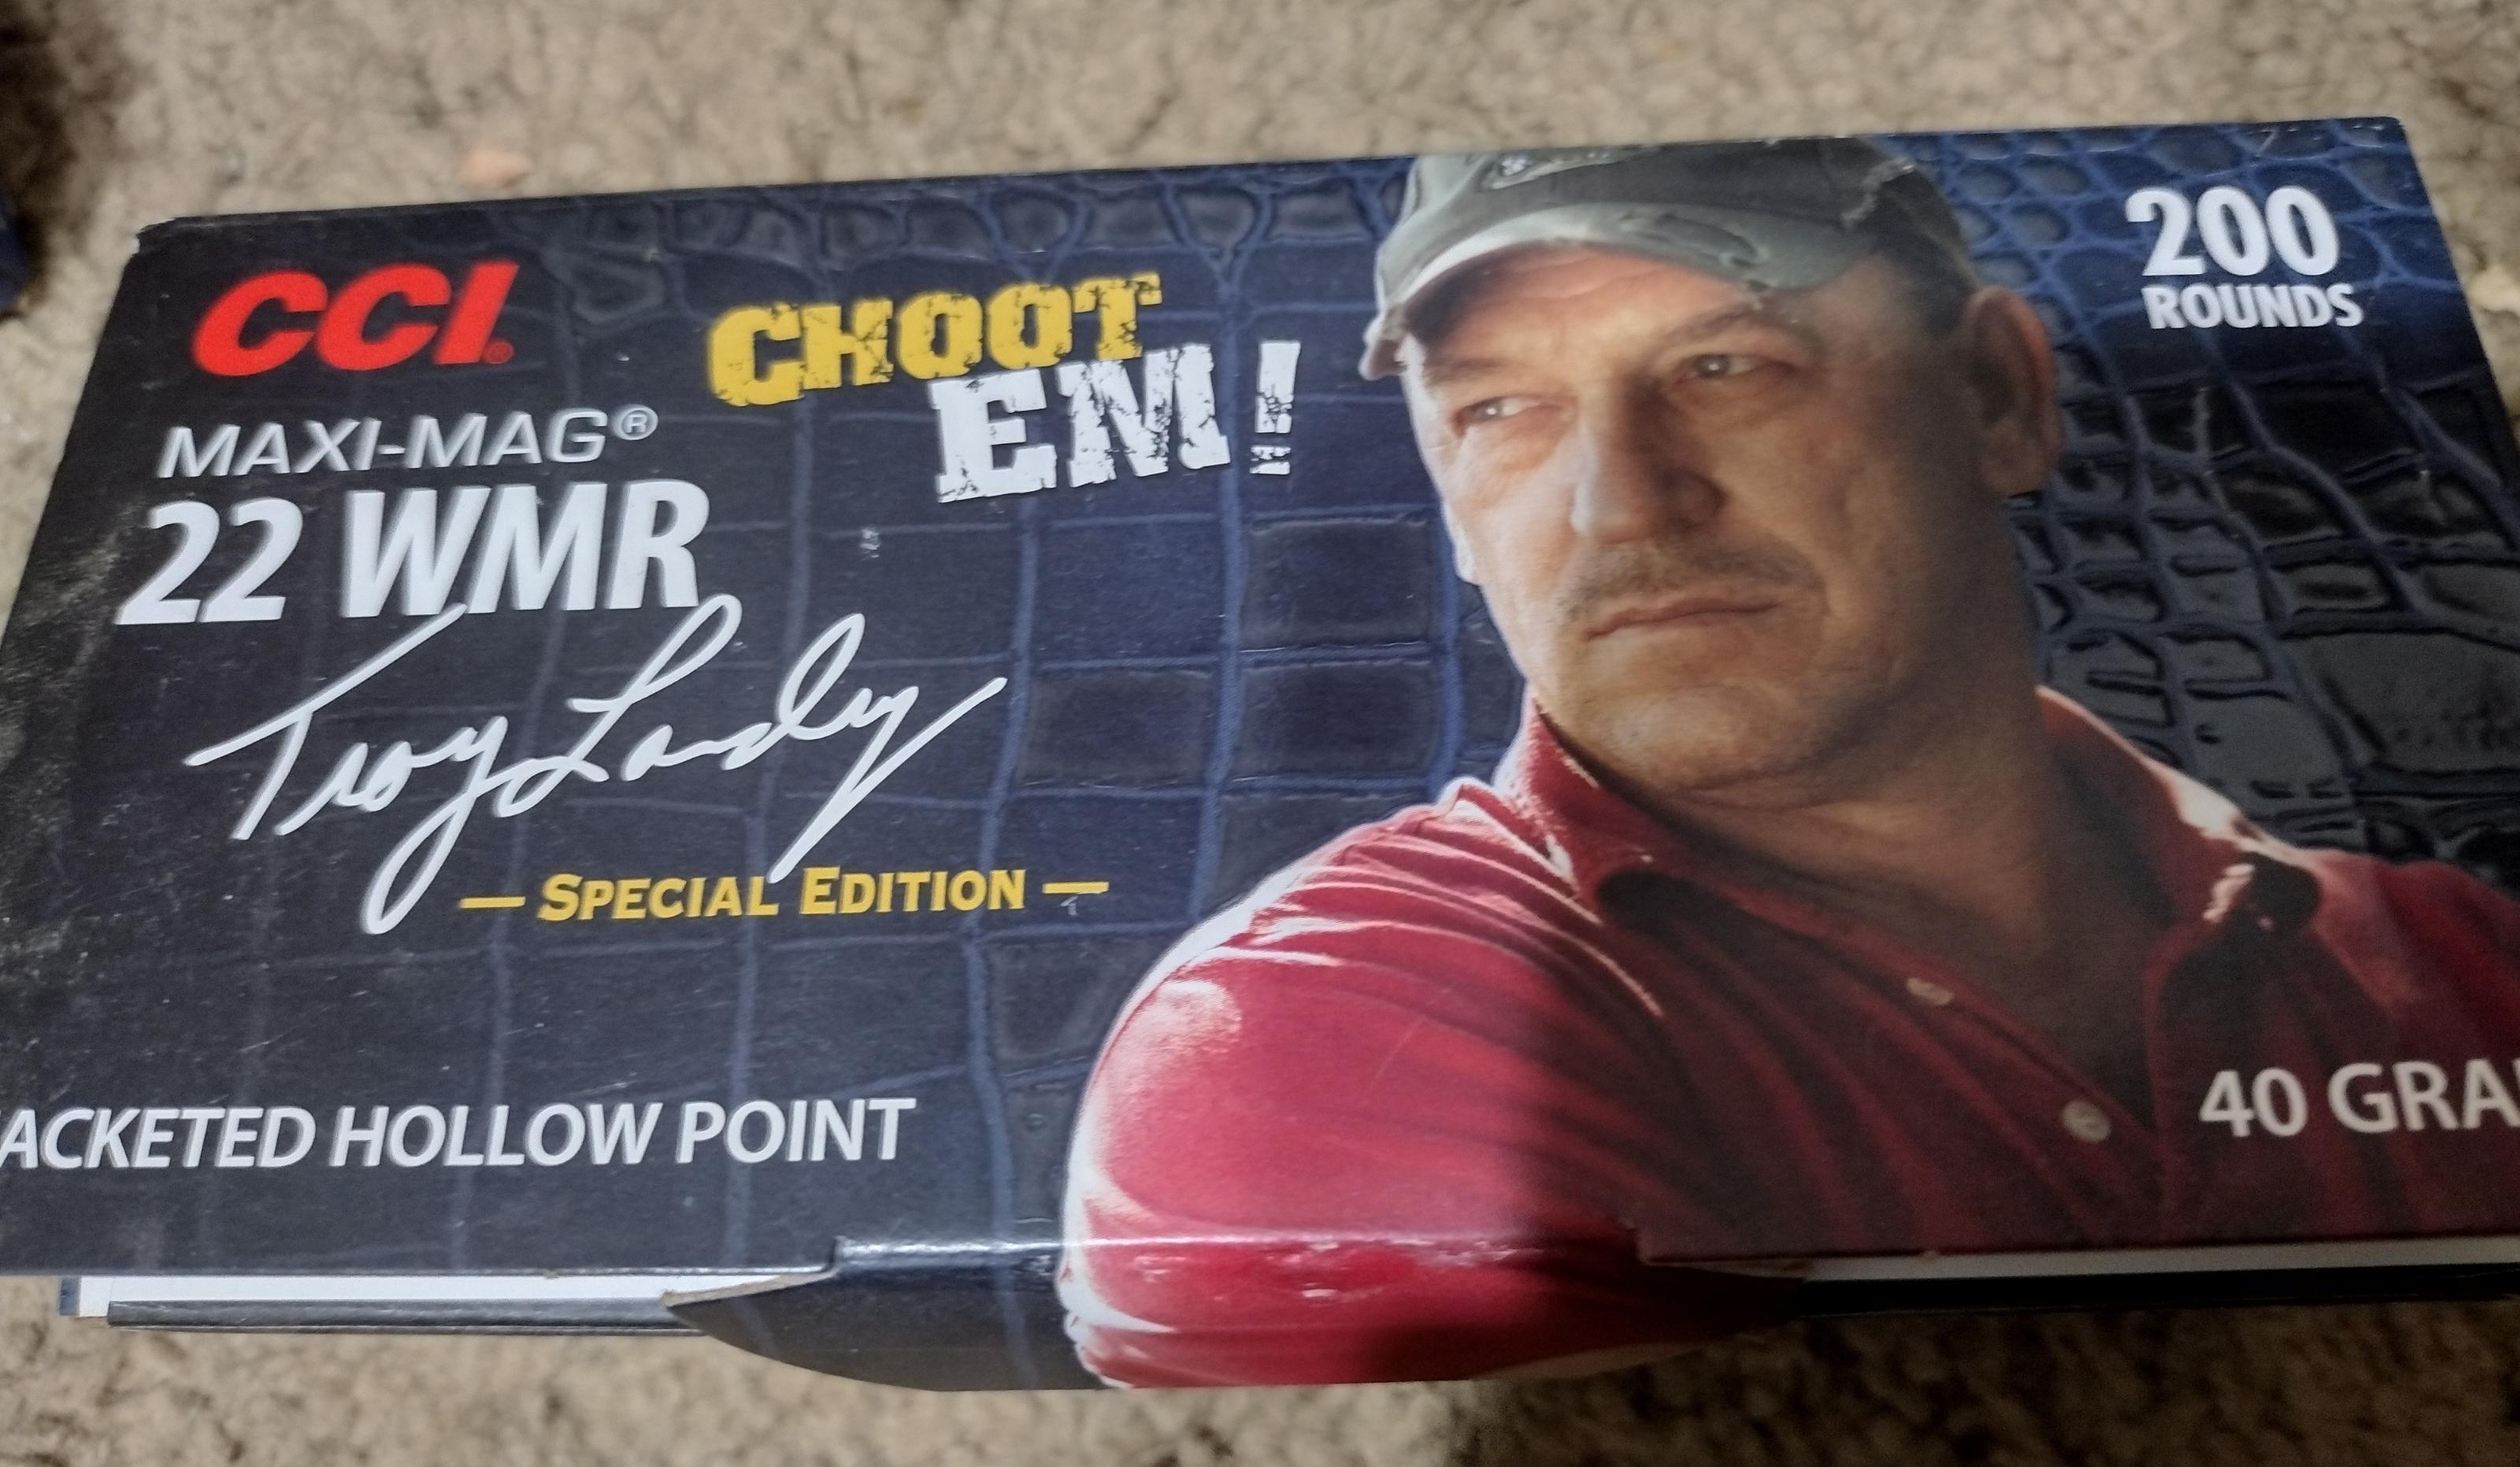 CCI®
CHOOT
EM!
200
ROUNDS
MAXI-MAG®
22 WMR
Troy Landry
— SPECIAL EDITION —
ACKETED HOLLOW POINT
40 GRA